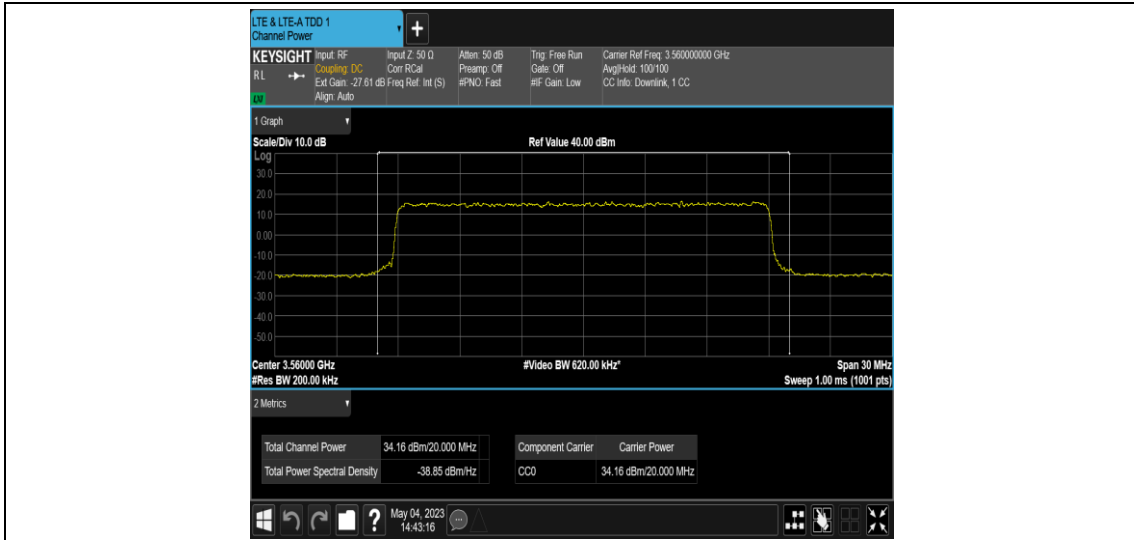 LTE & LTE-A TDD 1
Channel Power
KEYSIGHT
RL
LXI
Input: RF
Coupling: DC
Ext Gain: -27.61 dB
Align: Auto
Input Z: 50 Ω
Corr RCal
Freq Ref: Int (S)
Atten: 50 dB
Preamp: Off
#PNO: Fast
Trig: Free Run
Gate: Off
#IF Gain: Low
Carrier Ref Freq: 3.560000000 GHz
Avg|Hold: 100/100
CC Info: Downlink, 1 CC
1 Graph
Scale/Div 10.0 dB
Ref Value 40.00 dBm
Log
30.0
20.0
10.0
0.00
-10.0
-20.0
-30.0
-40.0
-50.0
Center 3.56000 GHz
#Video BW 620.00 kHz*
Span 30 MHz
#Res BW 200.00 kHz
Sweep 1.00 ms (1001 pts)
2 Metrics
Total Channel Power 34.16 dBm/20.000 MHz
Total Power Spectral Density -38.85 dBm/Hz
Component Carrier Carrier Power
CC0 34.16 dBm/20.000 MHz
?
May 04, 2023
14:43:16